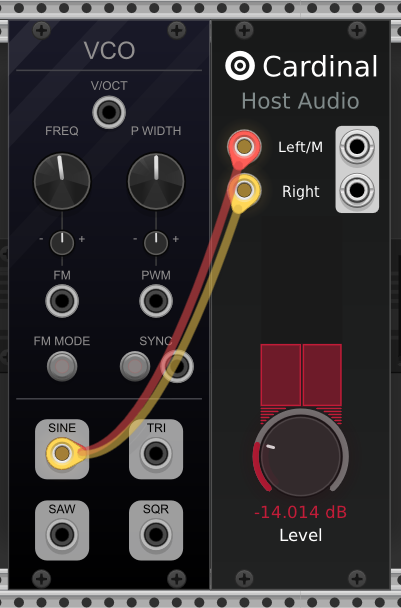 VCO
V/OCT
FREQ
P WIDTH
- +
- +
FM
PWM
FM MODE
SYNC
SINE
TRI
SAW
SQR
Cardinal
Host Audio
Left/M
Right
-14.014 dB
Level